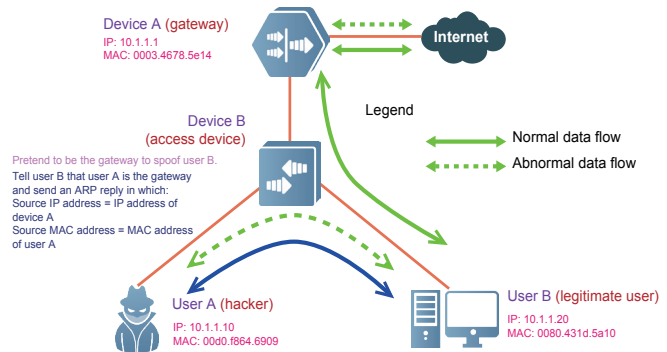 Device A (gateway)
IP: 10.1.1.1
MAC: 0003.4678.5e14
Internet
Legend
Normal data flow
Abnormal data flow
Device B
(access device)
Pretend to be the gateway to spoof user B.
Tell user B that user A is the gateway
and send an ARP reply in which:
Source IP address = IP address of
device A
Source MAC address = MAC address
of user A
User A (hacker)
IP: 10.1.1.10
MAC: 00d0.f864.6909
User B (legitimate user)
IP: 10.1.1.20
MAC: 0080.431d.5a10